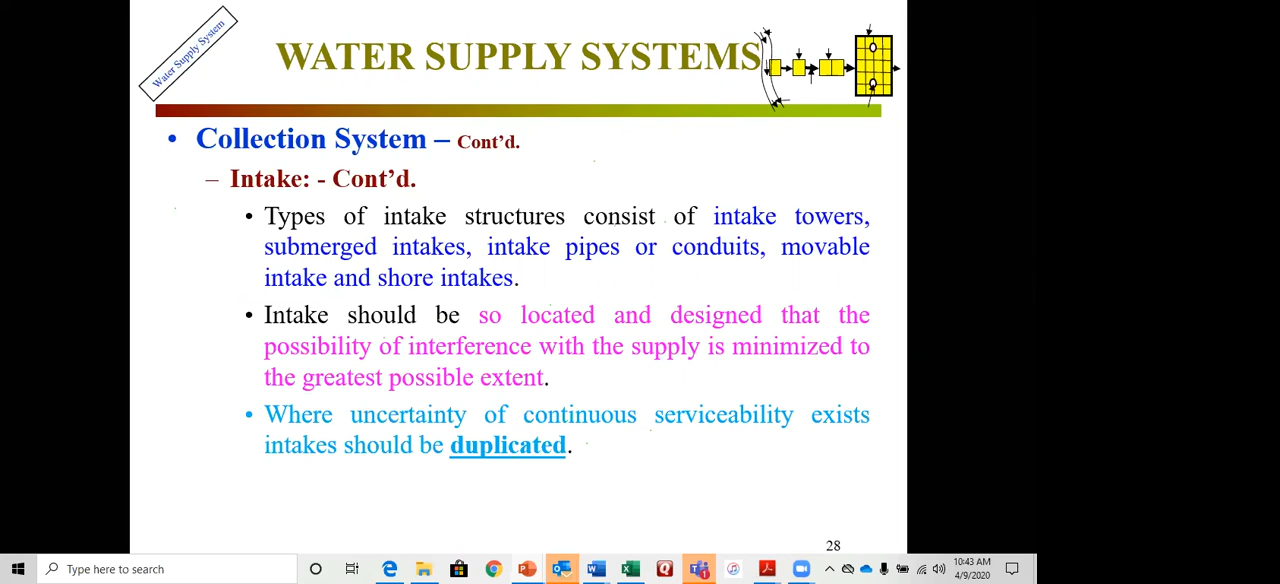 Water Supply System
WATER SUPPLY SYSTEMS
• Collection System – Cont'd.
– Intake: - Cont'd.
• Types of intake structures consist of intake towers,
submerged intakes, intake pipes or conduits, movable
intake and shore intakes.
• Intake should be so located and designed that the
possibility of interference with the supply is minimized to
the greatest possible extent.
• Where uncertainty of continuous serviceability exists
intakes should be duplicated.
28
Type here to search
10:43 AM
4/9/2020